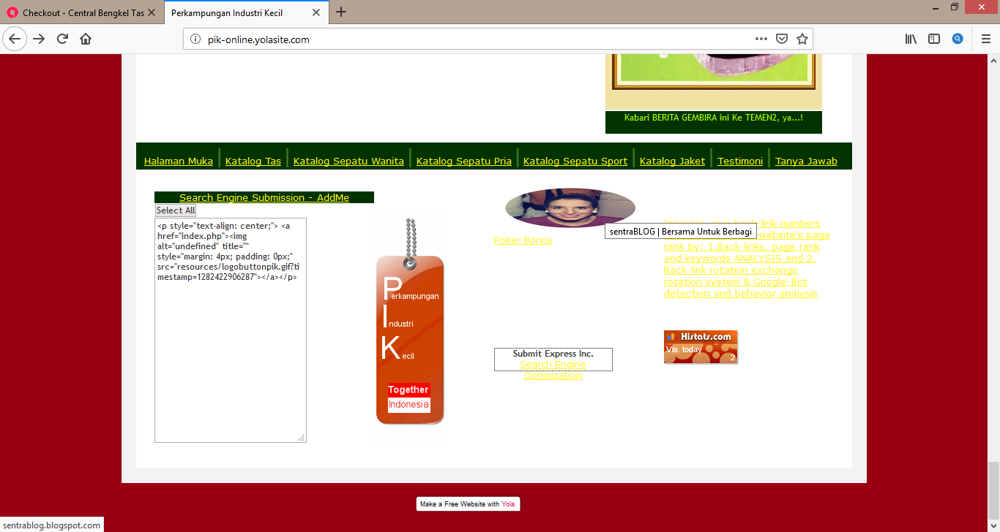 Checkout - Central Bengkel Tas
Perkampungan Industri Kecil
pik-online.yolasite.com
Kabari BERITA GEMBIRA ini Ke TEMEN2, ya...!
Halaman Muka
Katalog Tas
Katalog Sepatu Wanita
Katalog Sepatu Pria
Katalog Sepatu Sport
Katalog Jaket
Testimoni
Tanya Jawab
Search Engine Submission - AddMe
Select All
<p style="text-align: center;"> <a
href="index.php"><img
alt="undefined" title=""
style="margin: 4px; padding: 0px;"
src="resources/logobuttonpik.gif?ti
mestamp=1282422906287"></a></p>
Perkampungan
Industri
Kecil
Together
Indonesia
Poker Bonus
Submit Express Inc.
Search Engine
Optimization
Increase your back-link numbers
sentraBLOG | Bersama Untuk Berbagi
website's page
rank by: 1.Back-links, page rank
and keywords ANALYSIS and 2.
Back-link rotation exchange
rotation system & Google-Bot
detection and behavior analysis
Histats.com
Vis. today
2
Make a Free Website with Yola.
sentrablog.blogspot.com